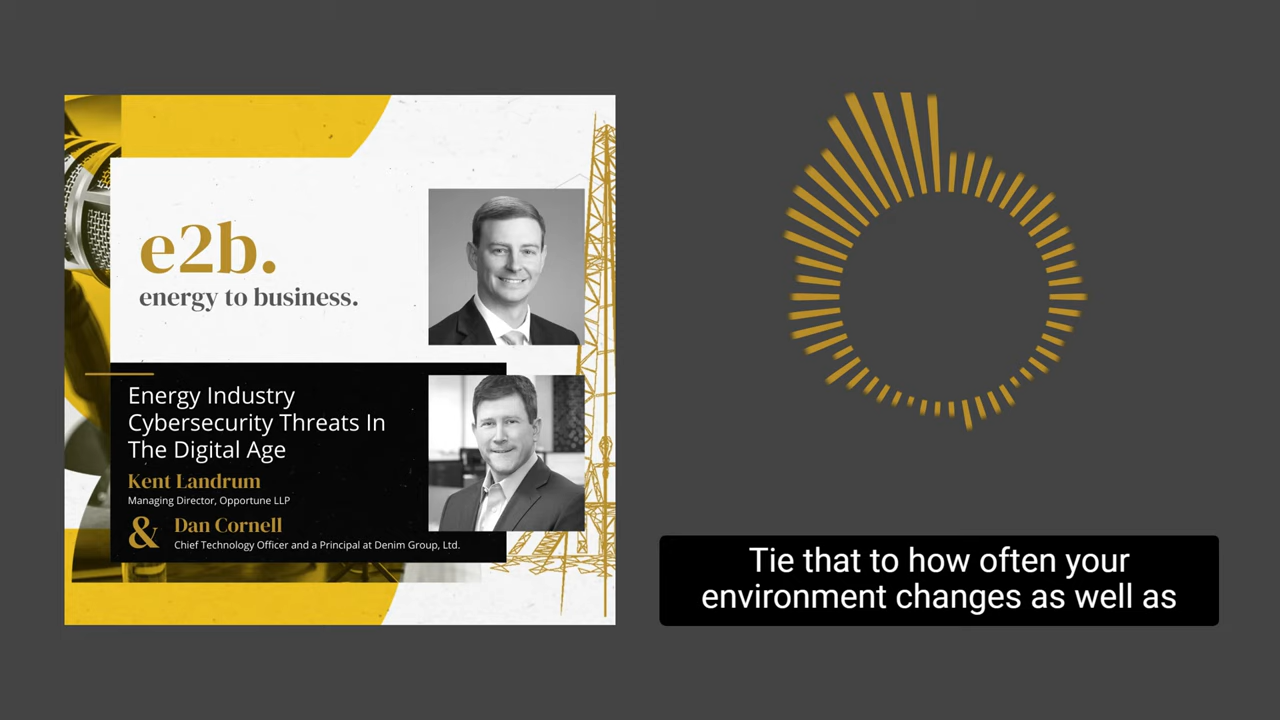 e2b.
energy to business.
Energy Industry
Cybersecurity Threats In
The Digital Age
Kent Landrum
Managing Director, Opportune LLP
& Dan Cornell
Chief Technology Officer and a Principal at Denim Group, Ltd.
Tie that to how often your
environment changes as well as